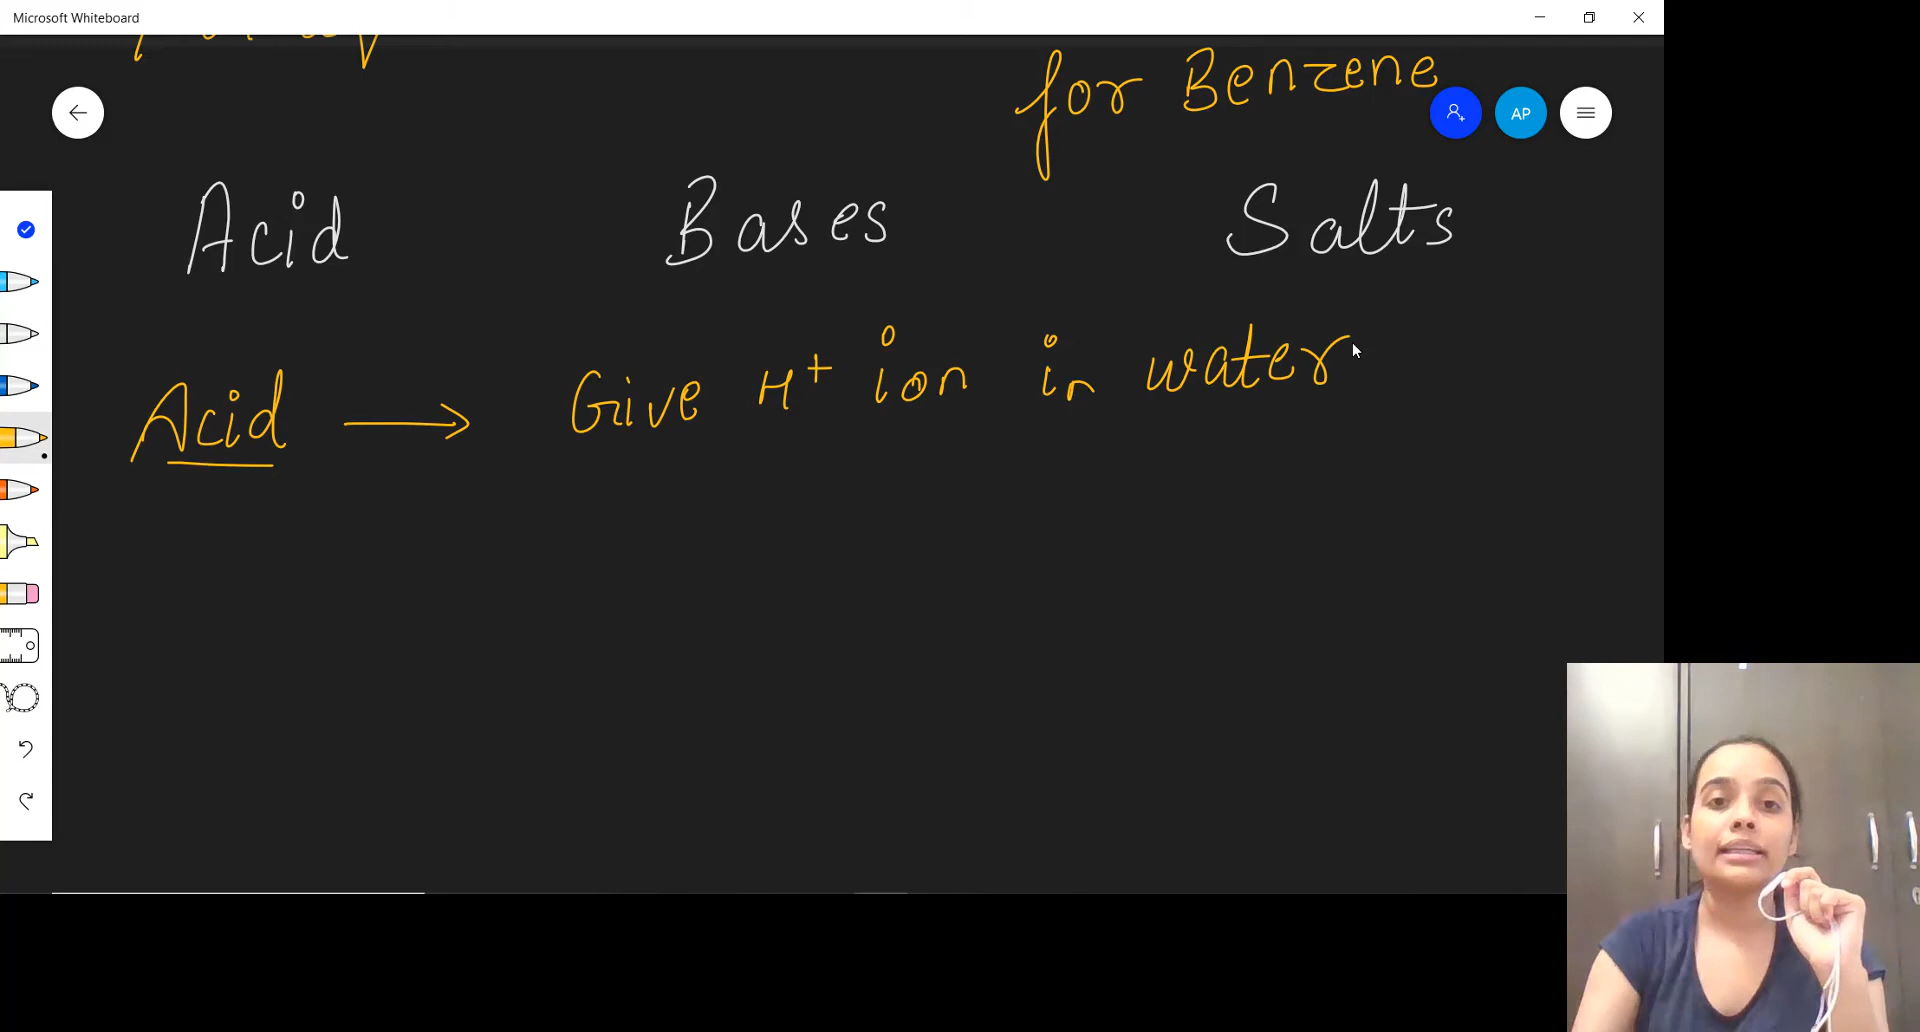 Microsoft Whiteboard
for Benzene
AP
Acid Bases Salts
Acid → Give H+ ion in water